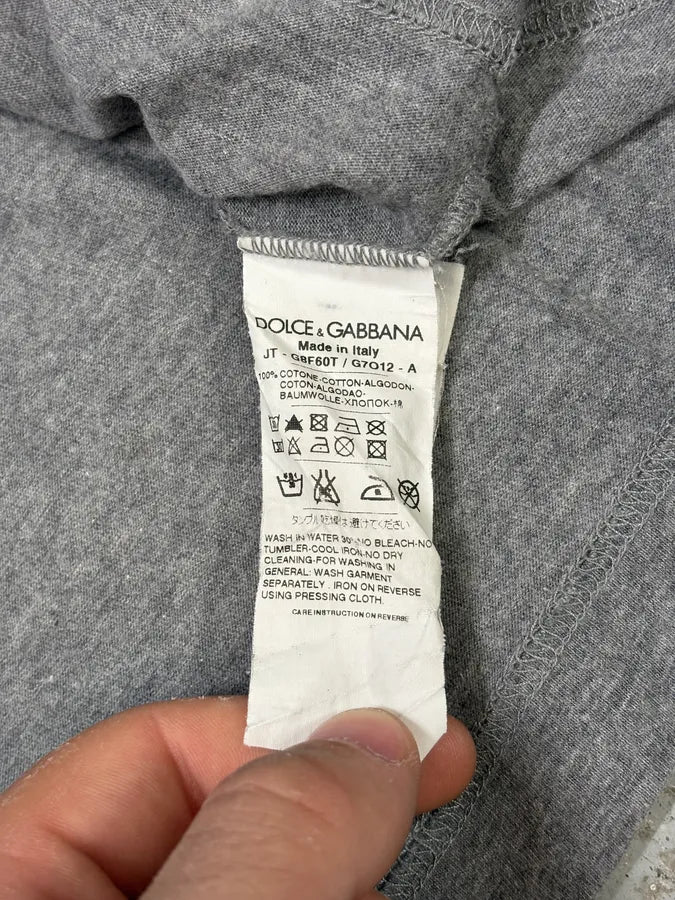 DOLCE & GABBANA
Made in Italy
JT - G8F60T / G7O12 - A
100% COTONE-COTTON-ALGODON-
COTON-ALGODAO-
BAUMWOLLE-ХЛОПОК-棉
タンブル乾燥は避けてください
WASH IN WATER 30°-NO BLEACH-NO
TUMBLER-COOL IRON-NO DRY
CLEANING-FOR WASHING IN
GENERAL: WASH GARMENT
SEPARATELY . IRON ON REVERSE
USING PRESSING CLOTH.
CARE INSTRUCTION ON REVERSE